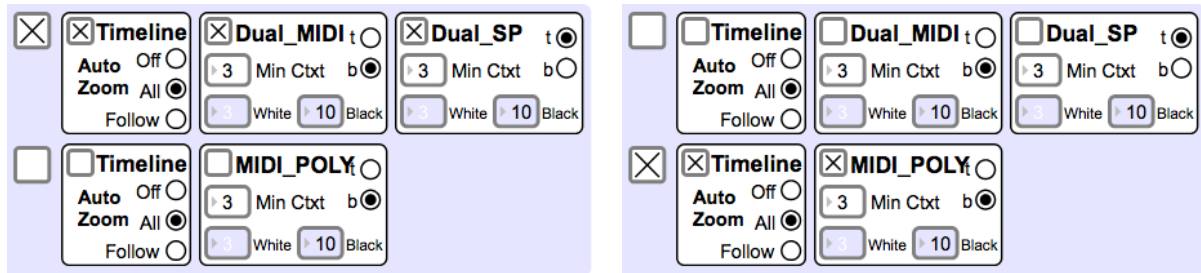 Timeline Dual_MIDI t Dual_SP t
Auto Zoom Off All Follow
3 Min Ctxt b
3 White 10 Black
3 Min Ctxt b
3 White 10 Black
Timeline MIDI_POLY t
Auto Zoom Off All Follow
3 Min Ctxt b
3 White 10 Black
Timeline Dual_MIDI t Dual_SP t
Auto Zoom Off All Follow
3 Min Ctxt b
3 White 10 Black
3 Min Ctxt b
3 White 10 Black
Timeline MIDI_POLY t
Auto Zoom Off All Follow
3 Min Ctxt b
3 White 10 Black